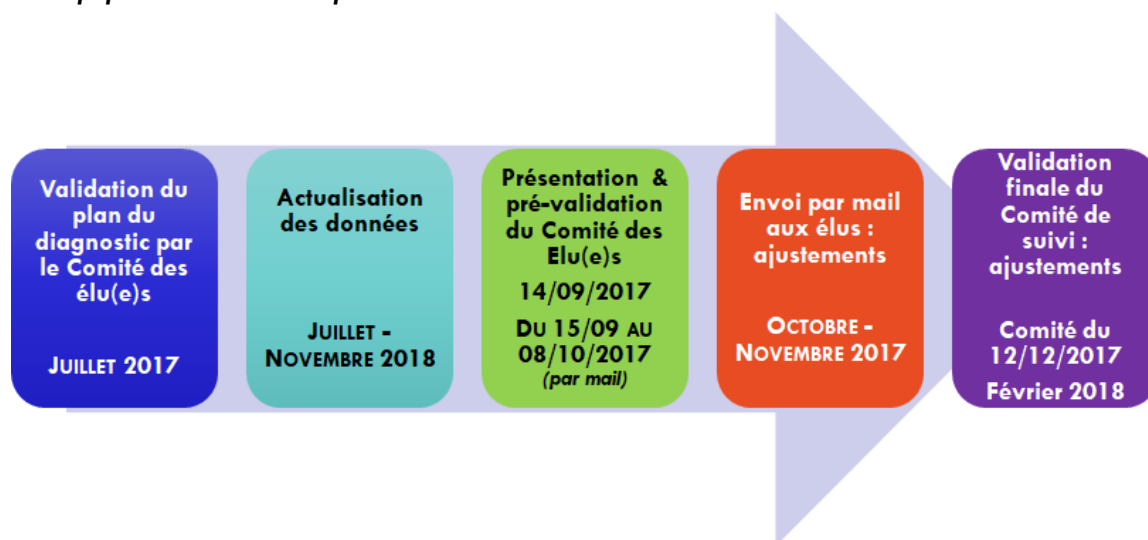 Validation du
plan du
diagnostic par
le Comité des
élu(e)s
JUILLET 2017
Actualisation
des données
JUILLET -
NOVEMBRE 2018
Présentation &
pré-validation
du Comité des
Elu(e)s
14/09/2017
DU 15/09 AU
08/10/2017
(par mail)
Envoi par mail
aux élus :
ajustements
OCTOBRE -
NOVEMBRE 2017
Validation
finale du
Comité de
suivi :
ajustements
Comité du
12/12/2017
Février 2018